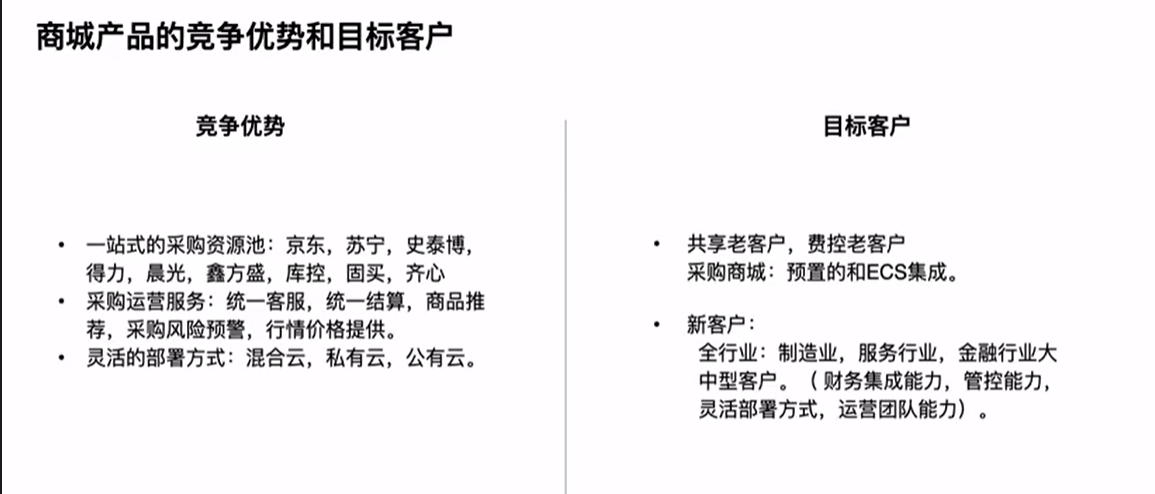 商城产品的竞争优势和目标客户
竞争优势
• 一站式的采购资源池：京东，苏宁，史泰博，
得力，晨光，鑫方盛，库控，固买，齐心
• 采购运营服务：统一客服，统一结算，商品推
荐，采购风险预警，行情价格提供。
• 灵活的部署方式：混合云，私有云，公有云。
目标客户
• 共享老客户，费控老客户
采购商城：预置的和ECS集成。
• 新客户：
全行业：制造业，服务行业，金融行业大
中型客户。（ 财务集成能力，管控能力，
灵活部署方式，运营团队能力）。